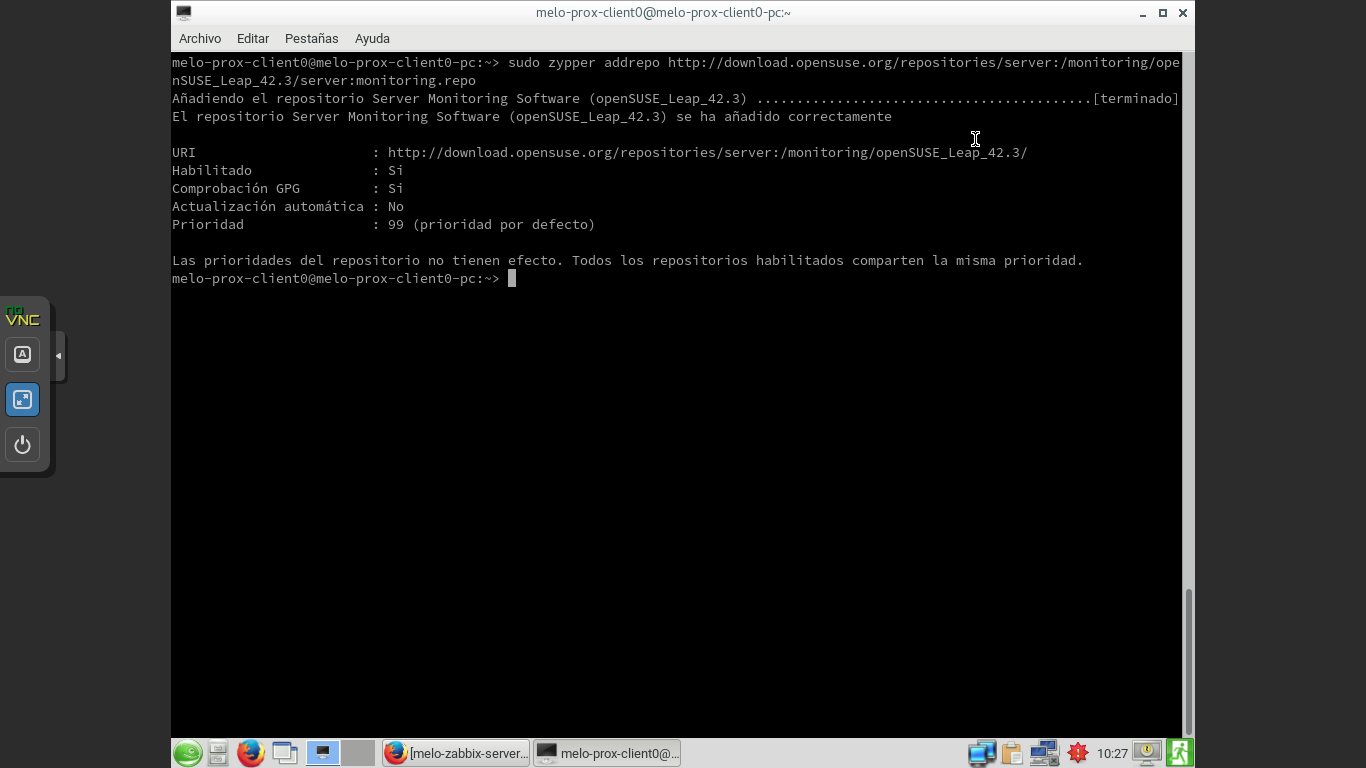 melo-prox-client0@melo-prox-client0-pc:~
Archivo Editar Pestañas Ayuda
melo-prox-client0@melo-prox-client0-pc:~> sudo zypper addrepo http://download.opensuse.org/repositories/server:/monitoring/ope
nSUSE_Leap_42.3/server:monitoring.repo
Añadiendo el repositorio Server Monitoring Software (openSUSE_Leap_42.3) ..........................................[terminado]
El repositorio Server Monitoring Software (openSUSE_Leap_42.3) se ha añadido correctamente
URI : http://download.opensuse.org/repositories/server:/monitoring/openSUSE_Leap_42.3/
Habilitado : Si
Comprobación GPG : Si
Actualización automática : No
Prioridad : 99 (prioridad por defecto)
Las prioridades del repositorio no tienen efecto. Todos los repositorios habilitados comparten la misma prioridad.
melo-prox-client0@melo-prox-client0-pc:~>
no
VNC
A
[melo-zabbix-server... melo-prox-client0@... 10:27